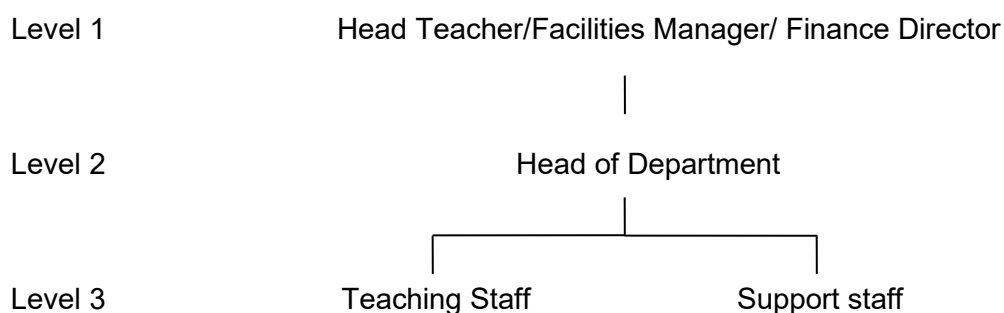 Level 1 Head Teacher/Facilities Manager/ Finance Director
Level 2 Head of Department
Level 3 Teaching Staff Support staff